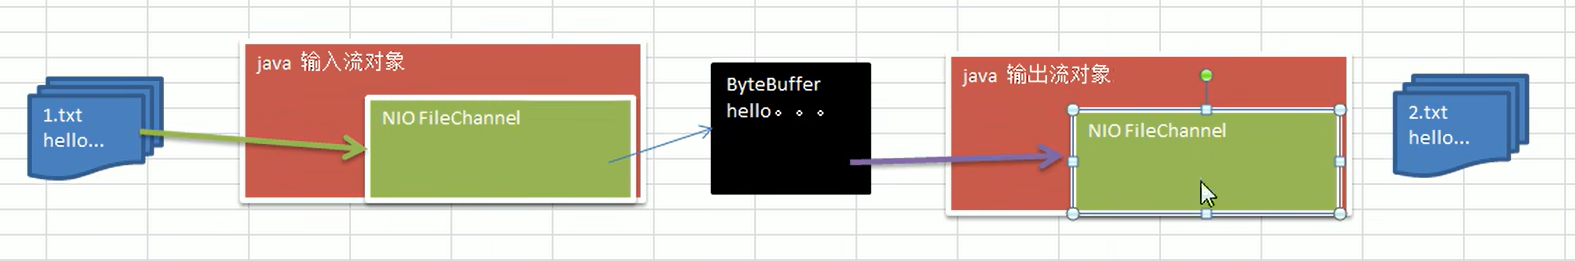 1.txt
hello...
java 输入流对象
NIO FileChannel
ByteBuffer
hello。。。
java 输出流对象
NIO FileChannel
2.txt
hello...